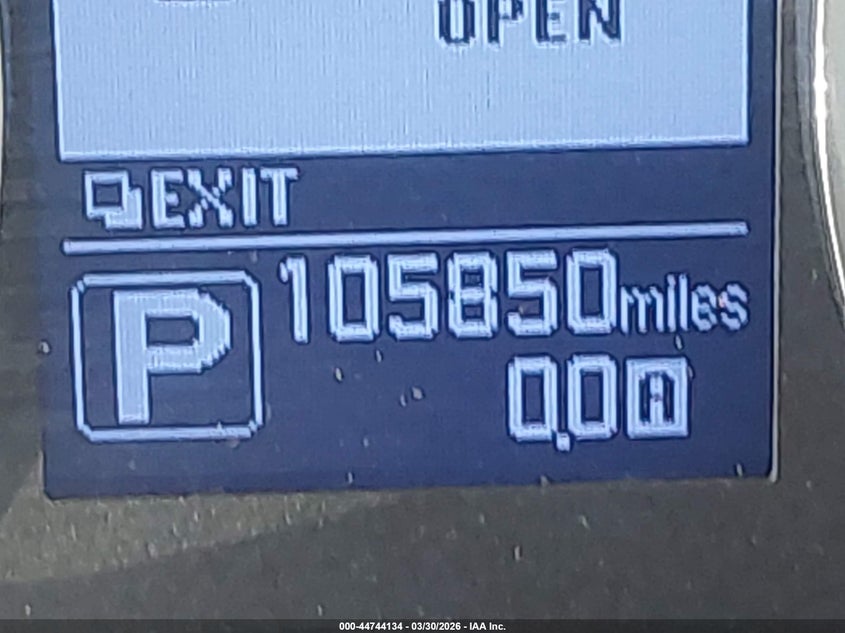 OPEN
EXIT
P
105850miles
0.0 A
000-44744134 - 03/30/2026 - IAA Inc.